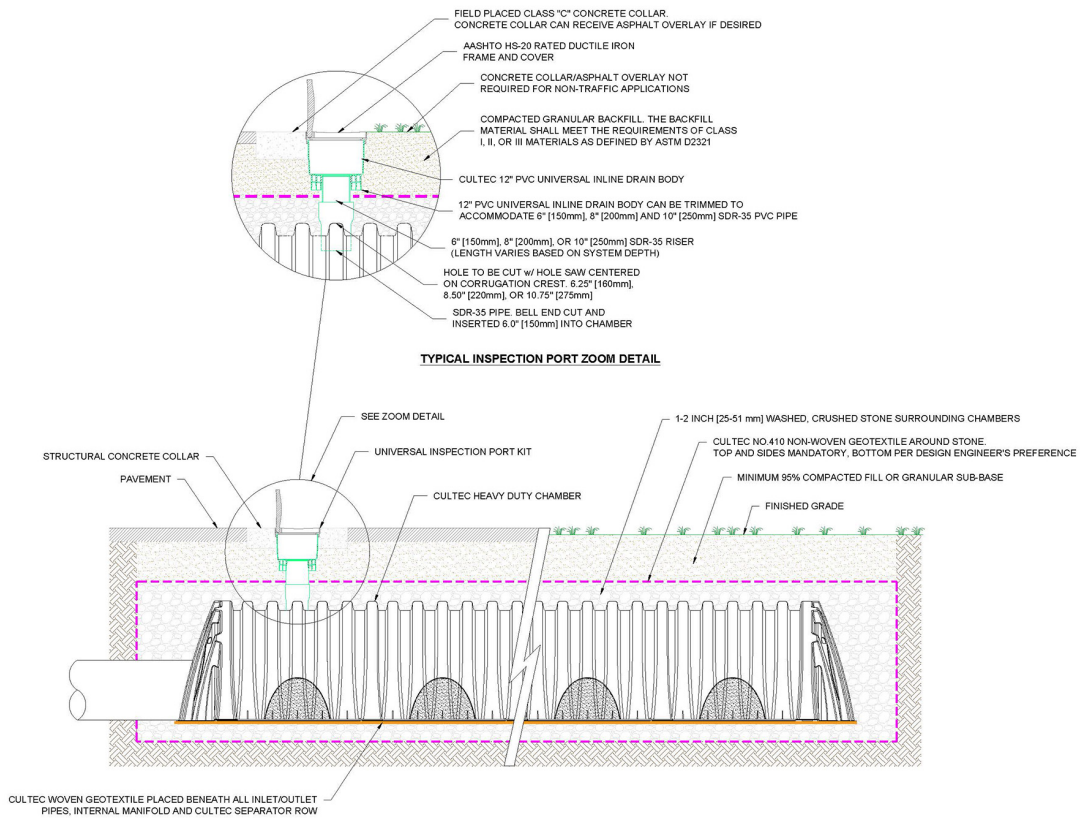 FIELD PLACED CLASS "C" CONCRETE COLLAR.
CONCRETE COLLAR CAN RECEIVE ASPHALT OVERLAY IF DESIRED
AASHTO HS-20 RATED DUCTILE IRON
FRAME AND COVER
CONCRETE COLLAR/ASPHALT OVERLAY NOT
REQUIRED FOR NON-TRAFFIC APPLICATIONS
COMPACTED GRANULAR BACKFILL. THE BACKFILL
MATERIAL SHALL MEET THE REQUIREMENTS OF CLASS
I, II, OR III MATERIALS AS DEFINED BY ASTM D2321
CULTEC 12" PVC UNIVERSAL INLINE DRAIN BODY
12" PVC UNIVERSAL INLINE DRAIN BODY CAN BE TRIMMED TO
ACCOMMODATE 6" [150mm], 8" [200mm] AND 10" [250mm] SDR-35 PVC PIPE
6" [150mm], 8" [200mm], OR 10" [250mm] SDR-35 RISER
(LENGTH VARIES BASED ON SYSTEM DEPTH)
HOLE TO BE CUT w/ HOLE SAW CENTERED
ON CORRUGATION CREST. 6.25" [160mm],
8.50" [220mm], OR 10.75" [275mm]
SDR-35 PIPE. BELL END CUT AND
INSERTED 6.0" [150mm] INTO CHAMBER
TYPICAL INSPECTION PORT ZOOM DETAIL
SEE ZOOM DETAIL
1-2 INCH [25-51 mm] WASHED, CRUSHED STONE SURROUNDING CHAMBERS
CULTEC NO.410 NON-WOVEN GEOTEXTILE AROUND STONE.
TOP AND SIDES MANDATORY, BOTTOM PER DESIGN ENGINEER'S PREFERENCE
STRUCTURAL CONCRETE COLLAR
UNIVERSAL INSPECTION PORT KIT
PAVEMENT
MINIMUM 95% COMPACTED FILL OR GRANULAR SUB-BASE
CULTEC HEAVY DUTY CHAMBER
FINISHED GRADE
CULTEC WOVEN GEOTEXTILE PLACED BENEATH ALL INLET/OUTLET
PIPES, INTERNAL MANIFOLD AND CULTEC SEPARATOR ROW